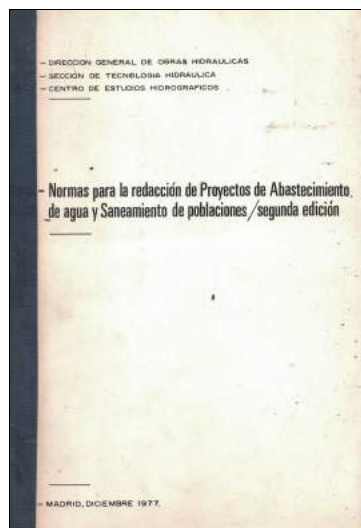 - DIRECCION GENERAL DE OBRAS HIDRAULICAS
- SECCIÓN DE TECNOLOGIA HIDRAULICA
- CENTRO DE ESTUDIOS HIDROGRAFICOS
- Normas para la redacción de Proyectos de Abastecimiento
de agua y Saneamiento de poblaciones/segunda edición
- MADRID, DICIEMBRE 1977.